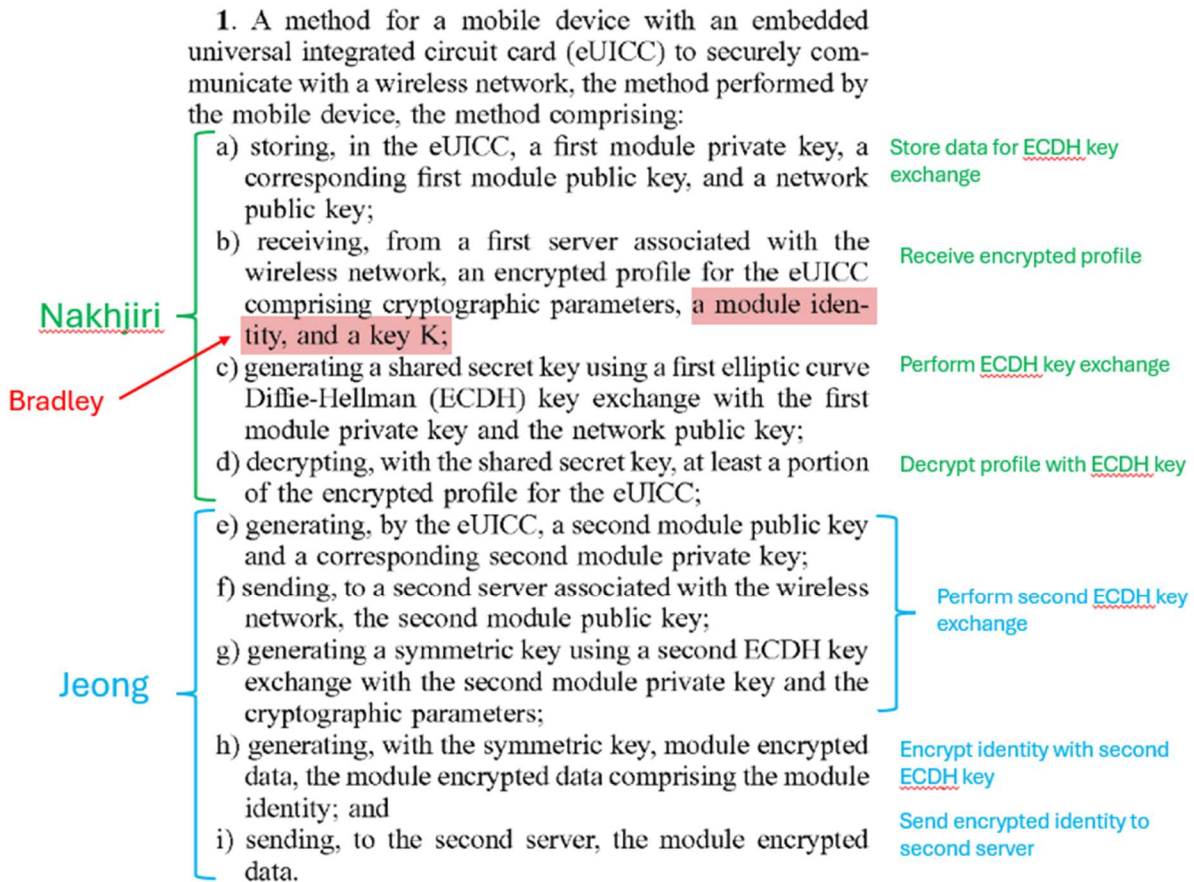 1. A method for a mobile device with an embedded
universal integrated circuit card (eUICC) to securely com-
municate with a wireless network, the method performed by
the mobile device, the method comprising:
a) storing, in the eUICC, a first module private key, a
corresponding first module public key, and a network
public key;
b) receiving, from a first server associated with the
wireless network, an encrypted profile for the eUICC
comprising cryptographic parameters, a module iden-
tity, and a key K;
c) generating a shared secret key using a first elliptic curve
Diffie-Hellman (ECDH) key exchange with the first
module private key and the network public key;
d) decrypting, with the shared secret key, at least a portion
of the encrypted profile for the eUICC;
e) generating, by the eUICC, a second module public key
and a corresponding second module private key;
f) sending, to a second server associated with the wireless
network, the second module public key;
g) generating a symmetric key using a second ECDH key
exchange with the second module private key and the
cryptographic parameters;
h) generating, with the symmetric key, module encrypted
data, the module encrypted data comprising the module
identity; and
i) sending, to the second server, the module encrypted
data.
Nakhjiri
Bradley
Jeong
Store data for ECDH key
exchange
Receive encrypted profile
Perform ECDH key exchange
Decrypt profile with ECDH key
Perform second ECDH key
exchange
Encrypt identity with second
ECDH key
Send encrypted identity to
second server